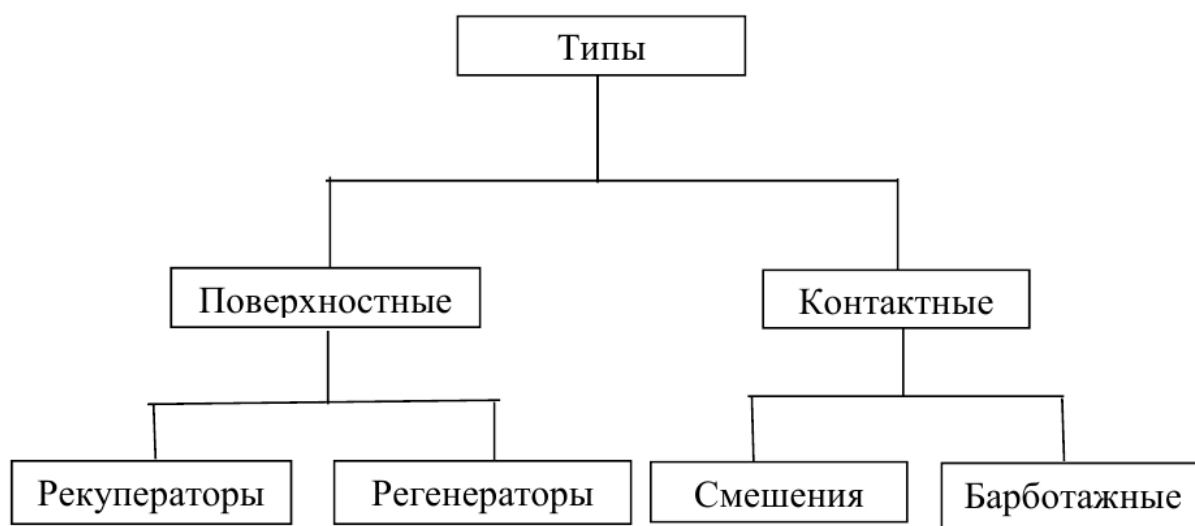 Типы
Поверхностные
Контактные
Рекуператоры
Регенераторы
Смешения
Барботажные